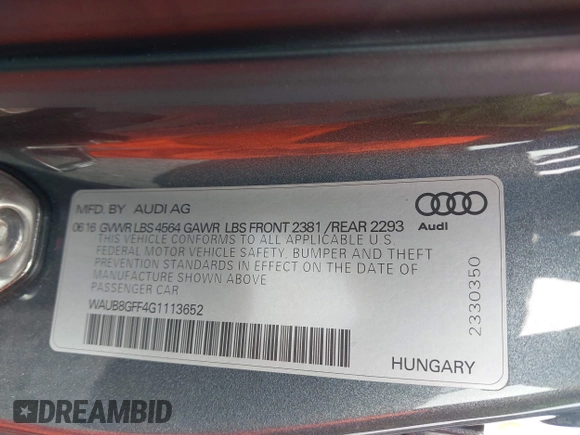 MFD. BY AUDI AG
0616 GVWR LBS 4564 GAWR LBS FRONT 2381 /REAR 2293
THIS VEHICLE CONFORMS TO ALL APPLICABLE U.S.
FEDERAL MOTOR VEHICLE SAFETY, BUMPER AND THEFT
PREVENTION STANDARDS IN EFFECT ON THE DATE OF
MANUFACTURE SHOWN ABOVE
PASSENGER CAR
WAUB8GFF4G1113652
Audi
2330350
HUNGARY
DREAMBID